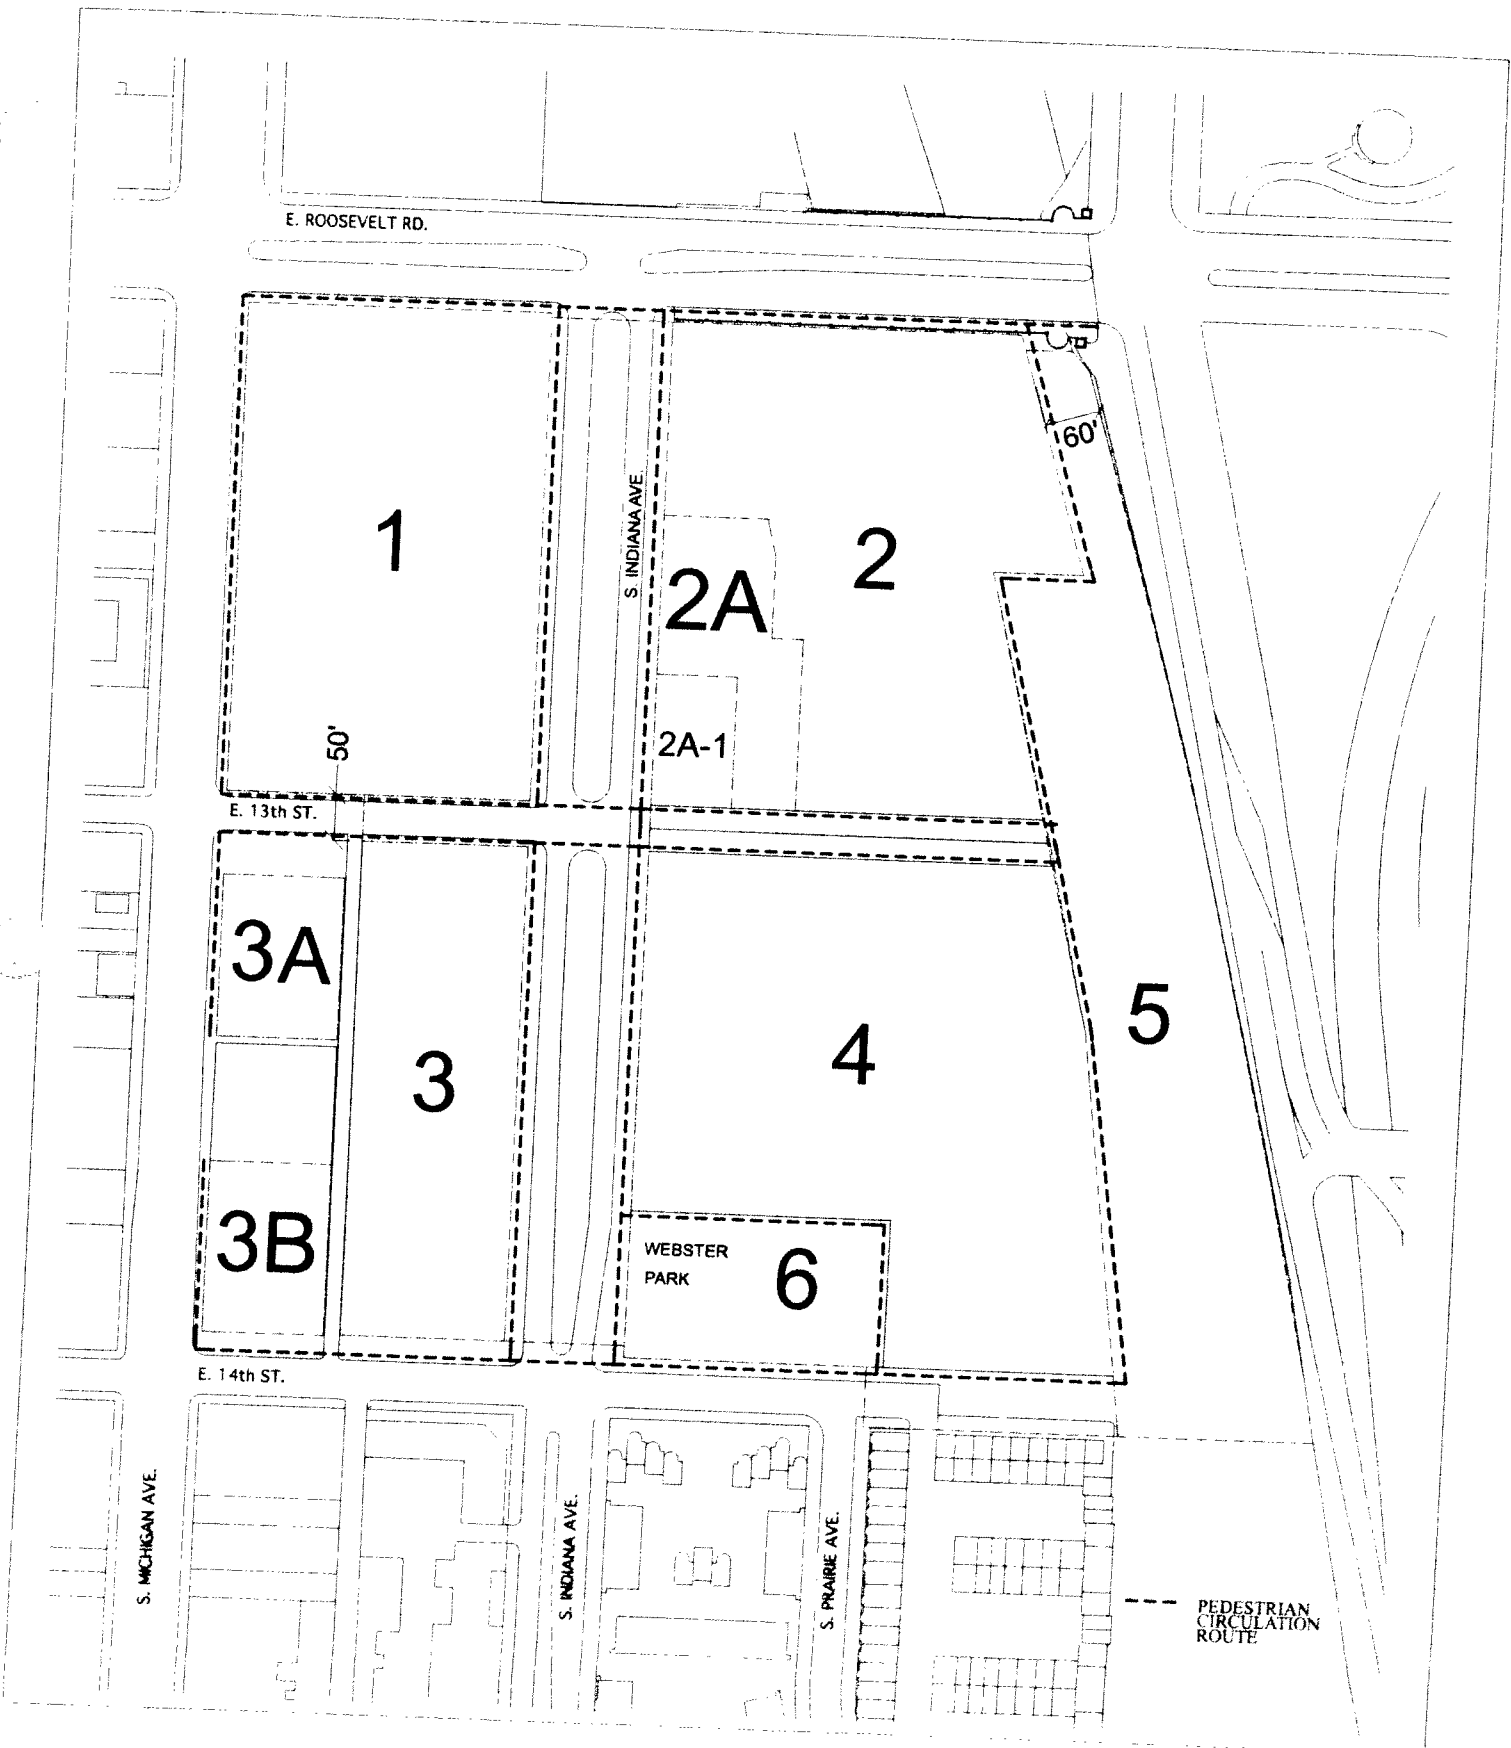 E. ROOSEVELT RD.
60'
1
S. INDIANA AVE.
2
2A
2A-1
50'
E. 13th ST.
3A
5
4
3
3B
WEBSTER
PARK
6
E. 14th ST.
S. MICHIGAN AVE.
S. INDIANA AVE.
S. PRAIRIE AVE.
PEDESTRIAN
CIRCULATION
ROUTE